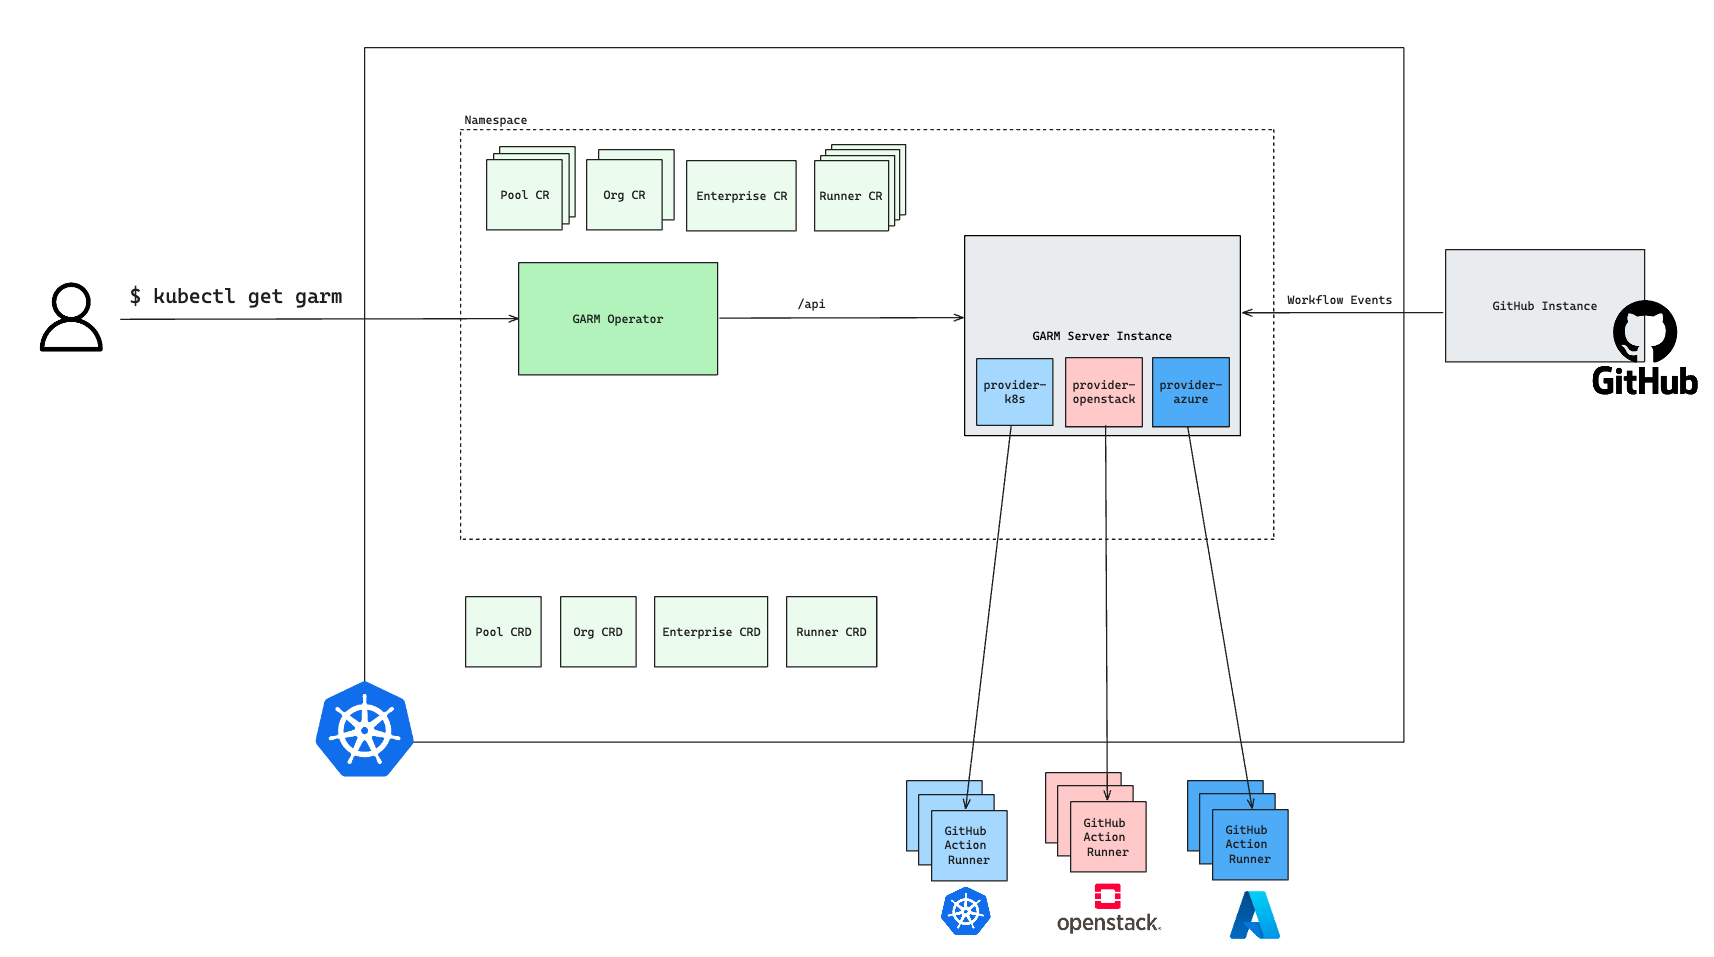 Namespace
Pool CR
Org CR
Enterprise CR
Runner CR
$ kubectl get garm
GARM Operator
/api
GARM Server Instance
provider-
k8s
provider-
openstack
provider-
azure
Workflow Events
GitHub Instance
GitHub
Pool CRD
Org CRD
Enterprise CRD
Runner CRD
GitHub
Action
Runner
GitHub
Action
Runner
GitHub
Action
Runner
openstack.